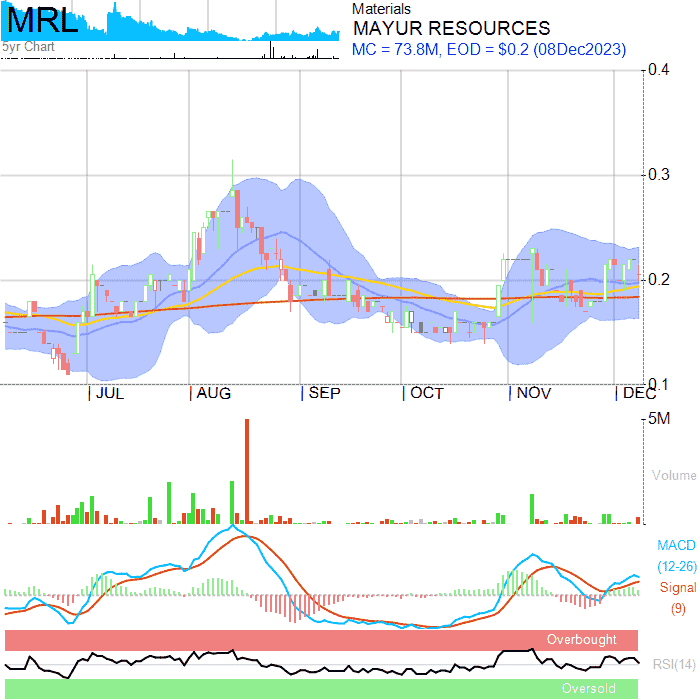 MRL
5yr Chart
Materials
MAYUR RESOURCES
MC = 73.8M, EOD = $0.2 (08Dec2023)
0.4
0.3
0.2
0.1
JUL AUG SEP OCT NOV DEC
5M
Volume
MACD
(12-26)
Signal
(9)
Overbought
RSI(14)
Oversold